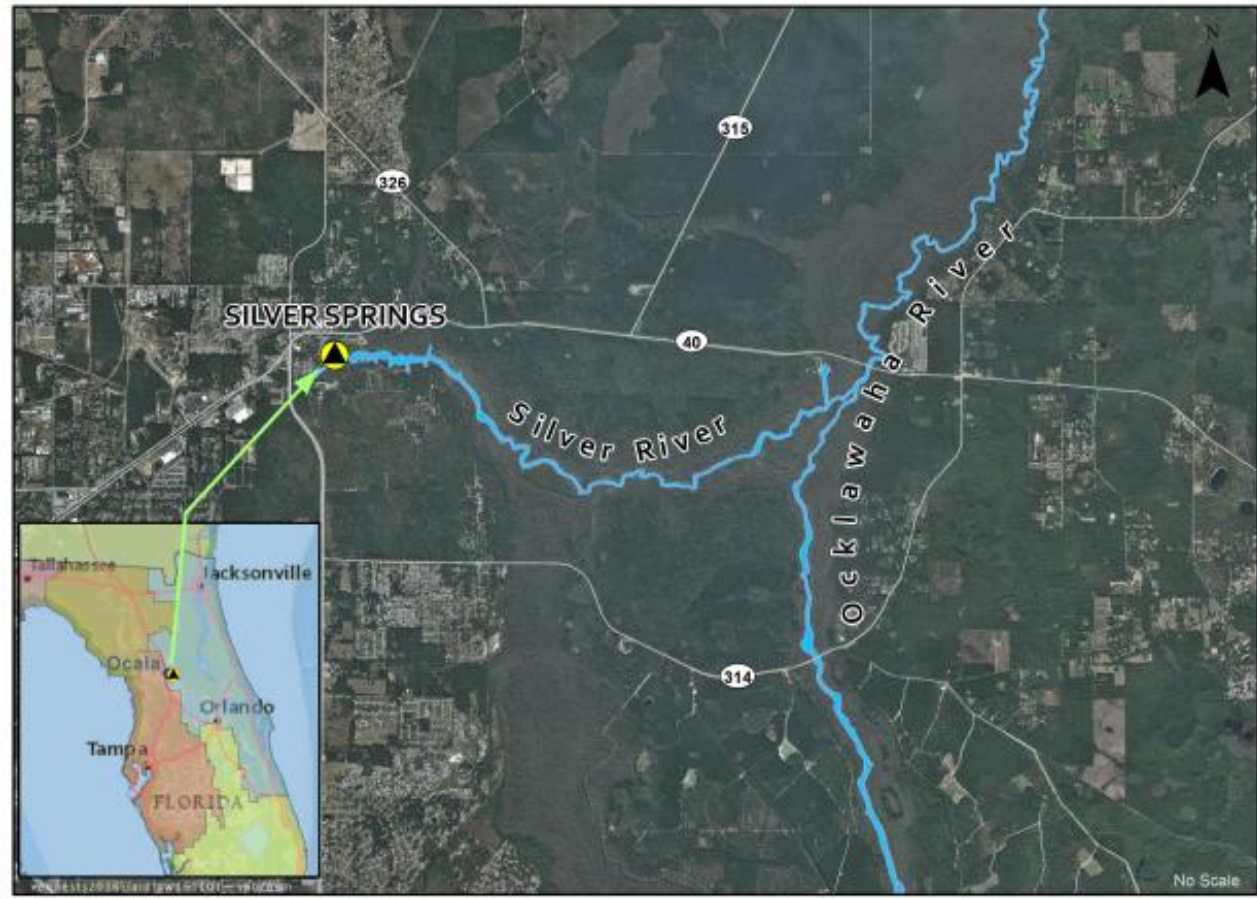 N
315
326
SILVER SPRINGS
40
Silver River
Ocklawaha River
314
Tallahassee
Jacksonville
Ocala
Orlando
Tampa
FLORIDA
No Scale